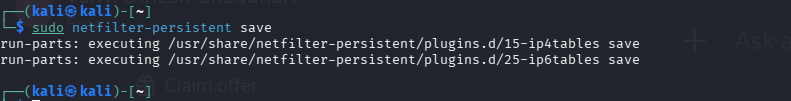 ┌──(kali㉿kali)-[~]
└─$ sudo netfilter-persistent save
run-parts: executing /usr/share/netfilter-persistent/plugins.d/15-ip4tables save
run-parts: executing /usr/share/netfilter-persistent/plugins.d/25-ip6tables save
Ask a
Claim offer
┌──(kali㉿kali)-[~]